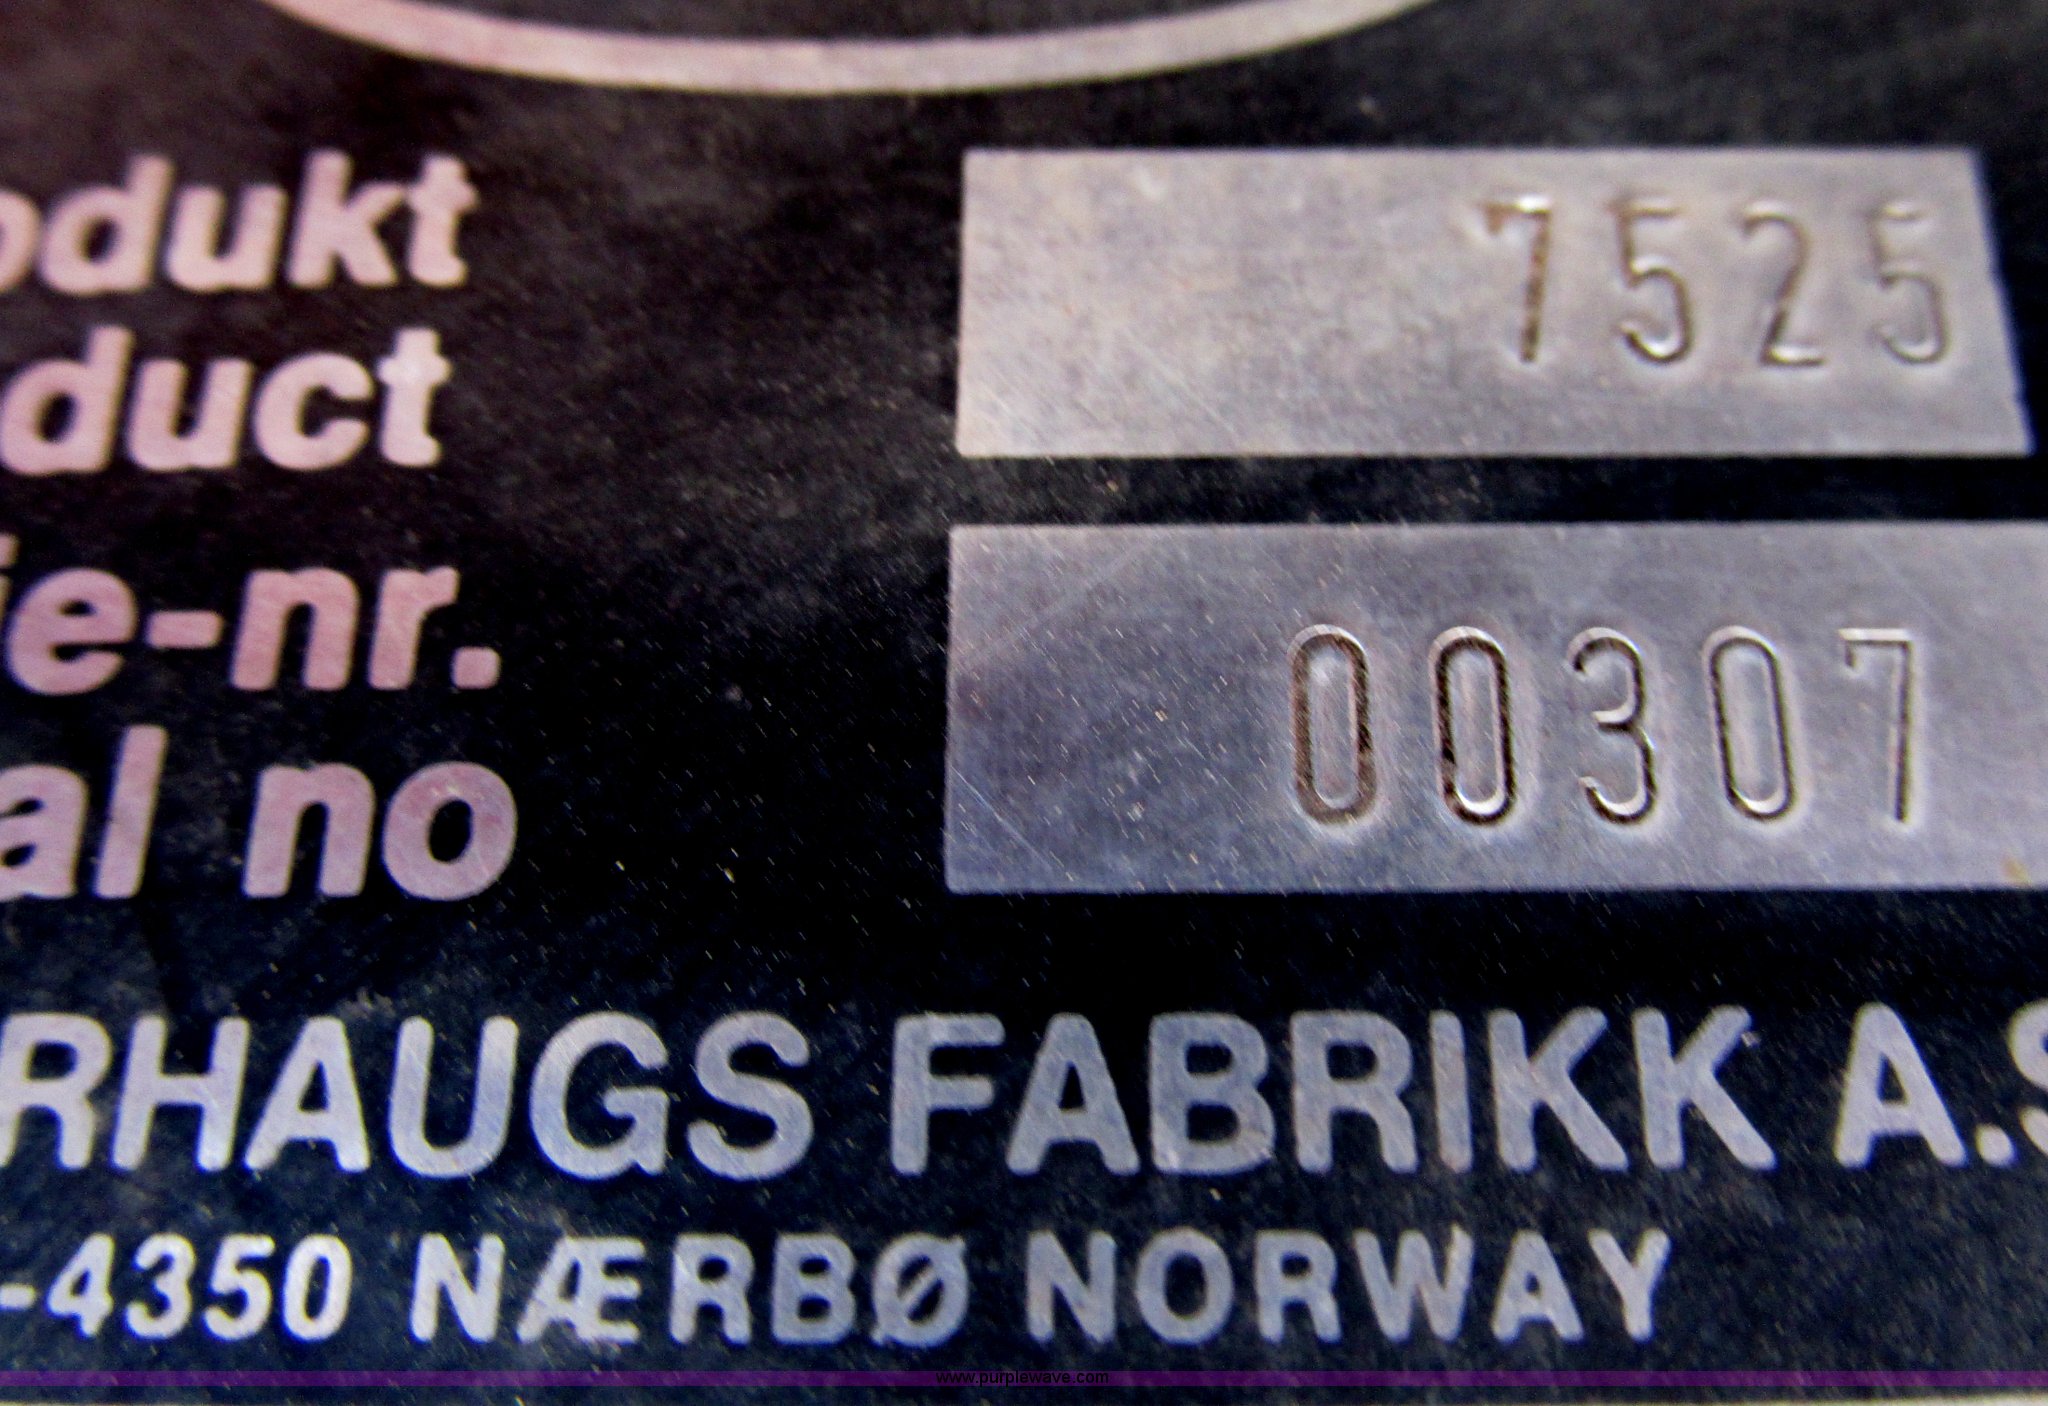 odukt 7525
duct
ie-nr. 00307
al no
RHAUGS FABRIKK A.S
-4350 NÆRBØ NORWAY
www.purplewave.com